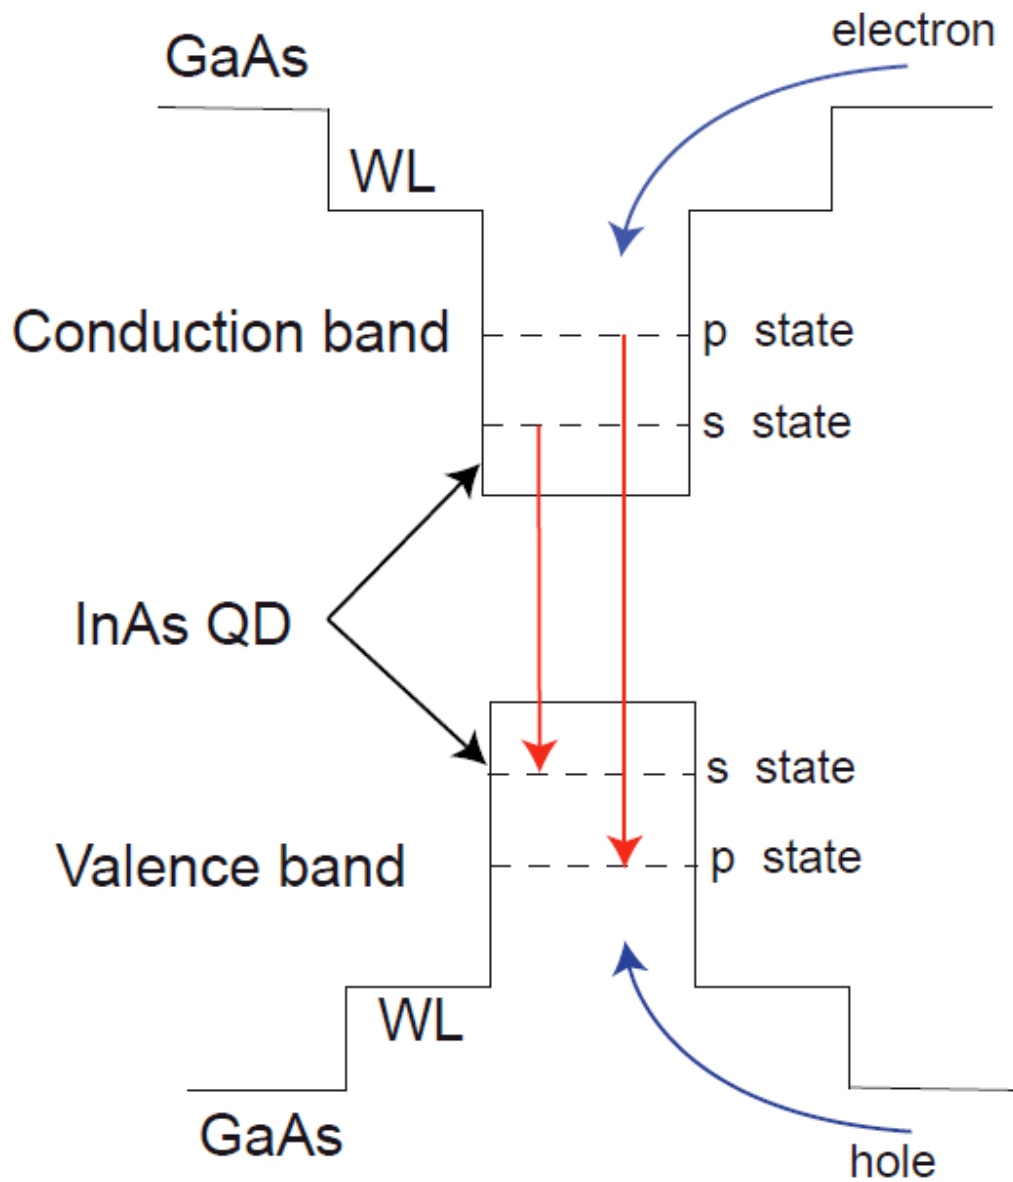 electron
GaAs
WL
Conduction band
p state
s state
InAs QD
s state
Valence band
p state
WL
GaAs
hole